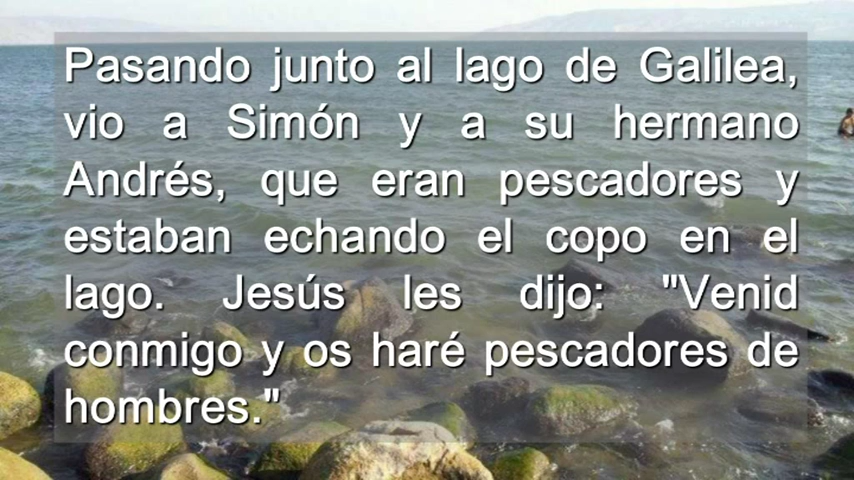 Pasando junto al lago de Galilea,
vio a Simón y a su hermano
Andrés, que eran pescadores y
estaban echando el copo en el
lago. Jesús les dijo: "Venid
conmigo y os haré pescadores de
hombres."